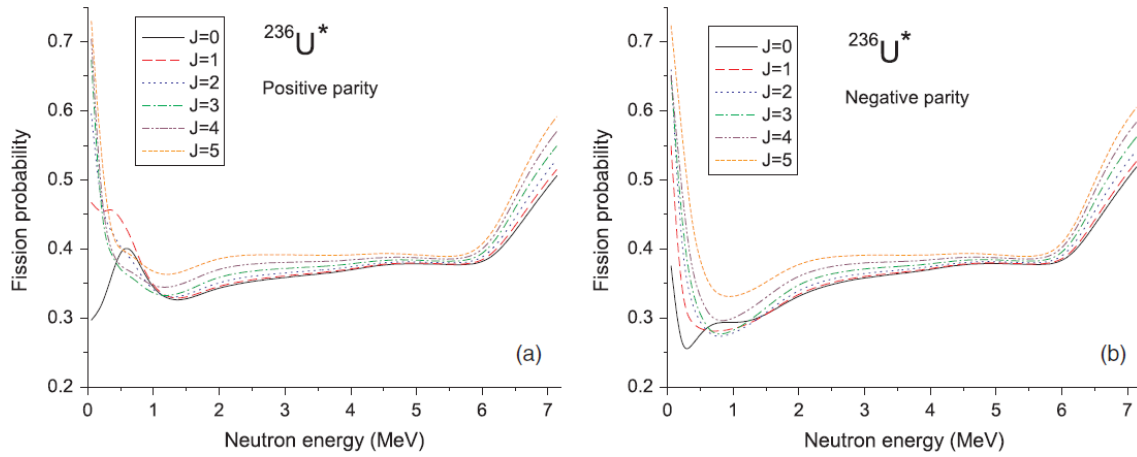 0.7
0.6
0.5
0.4
0.3
0.2
Fission probability
J=0
J=1
J=2
J=3
J=4
J=5
236U*
Positive parity
(a)
0 1 2 3 4 5 6 7
Neutron energy (MeV)
0.7
0.6
0.5
0.4
0.3
0.2
Fission probability
J=0
J=1
J=2
J=3
J=4
J=5
236U*
Negative parity
(b)
0 1 2 3 4 5 6 7
Neutron energy (MeV)